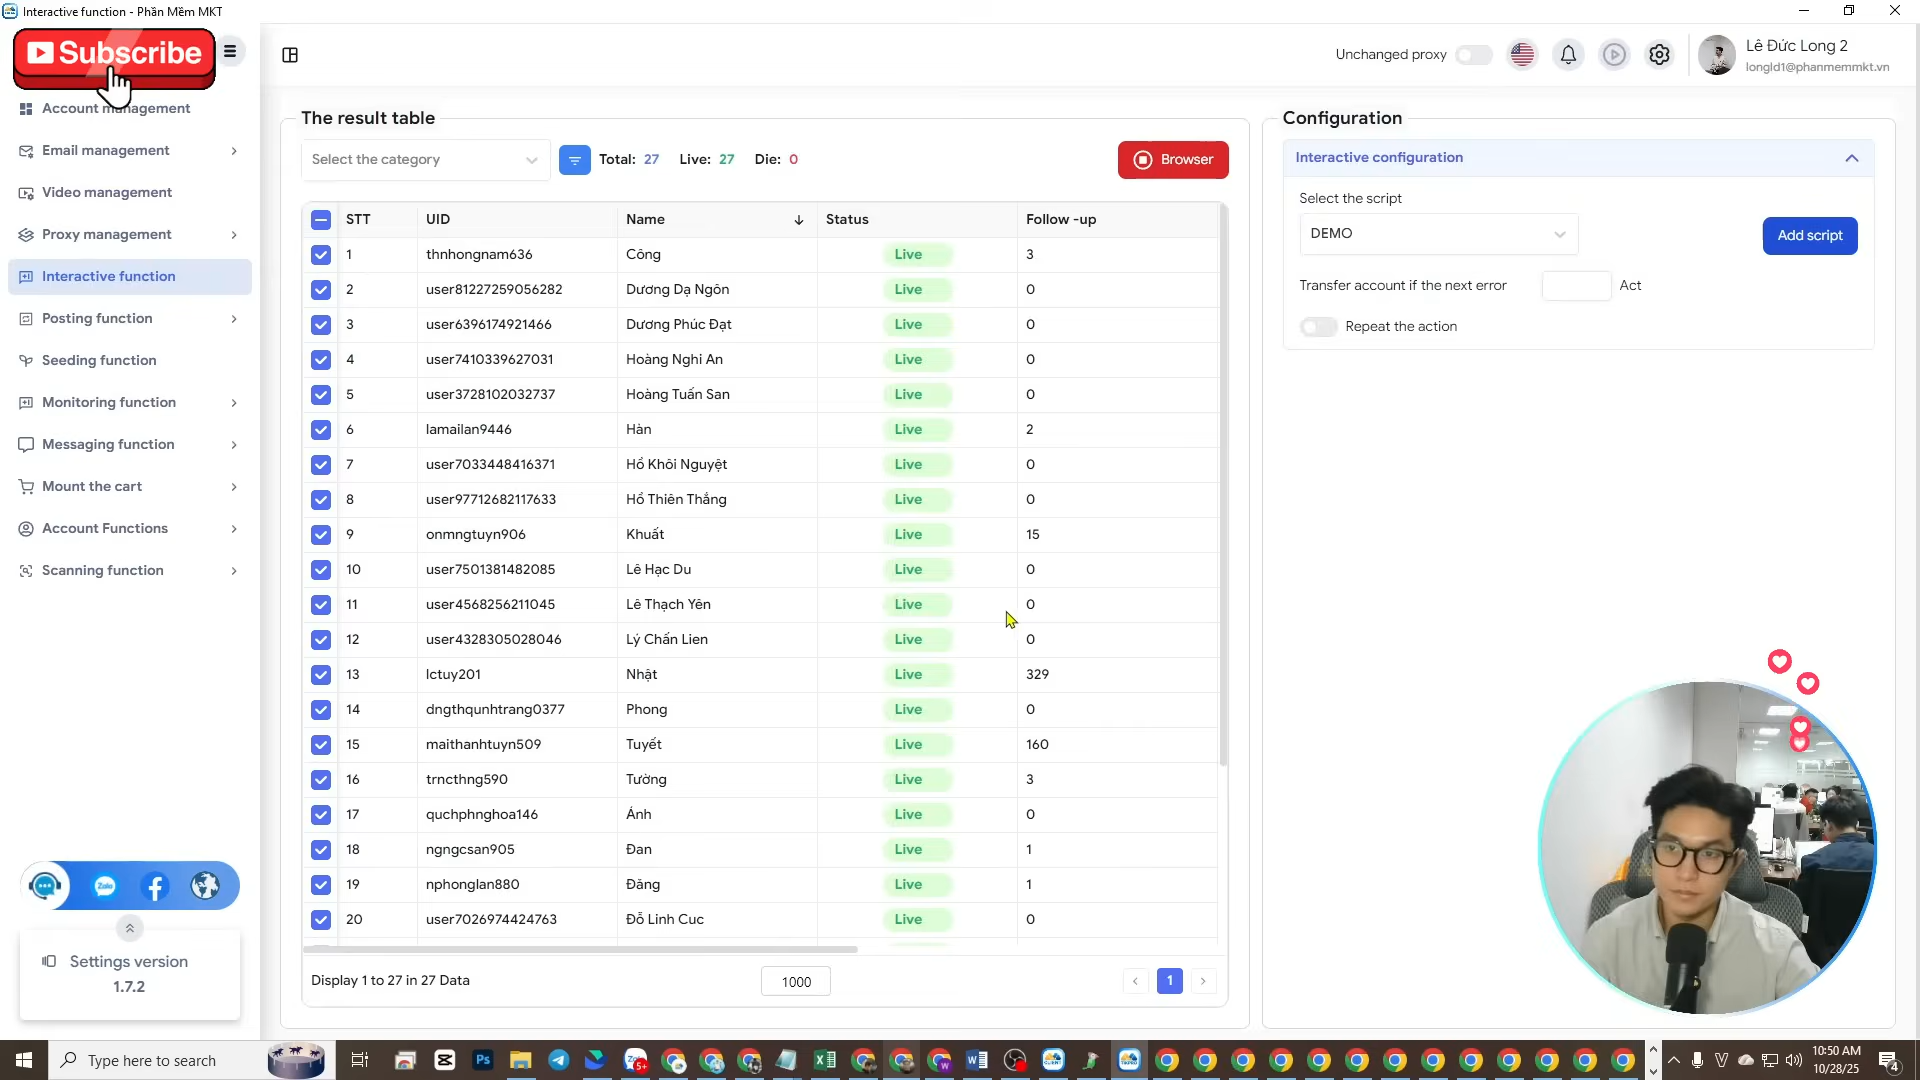 Interactive function - Phần Mềm MKT
Subscribe
Unchanged proxy
Lê Đức Long 2
longld1@phanmemmkt.vn
Account management
Email management
Video management
Proxy management
Interactive function
Posting function
Seeding function
Monitoring function
Messaging function
Mount the cart
Account Functions
Scanning function
Zalo
Settings version
1.7.2
The result table
Select the category
Total: 27 Live: 27 Die: 0
Browser
STT UID Name Status Follow -up
1 thnhongnam636 Công Live 3
2 user81227259056282 Dương Dạ Ngôn Live 0
3 user6396174921466 Dương Phúc Đạt Live 0
4 user7410339627031 Hoàng Nghi An Live 0
5 user3728102032737 Hoàng Tuấn San Live 0
6 lamailan9446 Hàn Live 2
7 user7033448416371 Hồ Khôi Nguyệt Live 0
8 user97712682117633 Hồ Thiên Thắng Live 0
9 onmngtuyn906 Khuất Live 15
10 user7501381482085 Lê Hạc Du Live 0
11 user4568256211045 Lê Thạch Yên Live 0
12 user4328305028046 Lý Chấn Lien Live 0
13 lctuy201 Nhật Live 329
14 dngthqunhtrang0377 Phong Live 0
15 maithanhtuyn509 Tuyết Live 160
16 trncthng590 Tường Live 3
17 quchphnghoa146 Ánh Live 0
18 ngngcsan905 Đan Live 1
19 nphonglan880 Đăng Live 1
20 user7026974424763 Đỗ Linh Cuc Live 0
Display 1 to 27 in 27 Data
1000
1
Configuration
Interactive configuration
Select the script
DEMO
Add script
Transfer account if the next error
Act
Repeat the action
Type here to search
10:50 AM
10/28/25
4